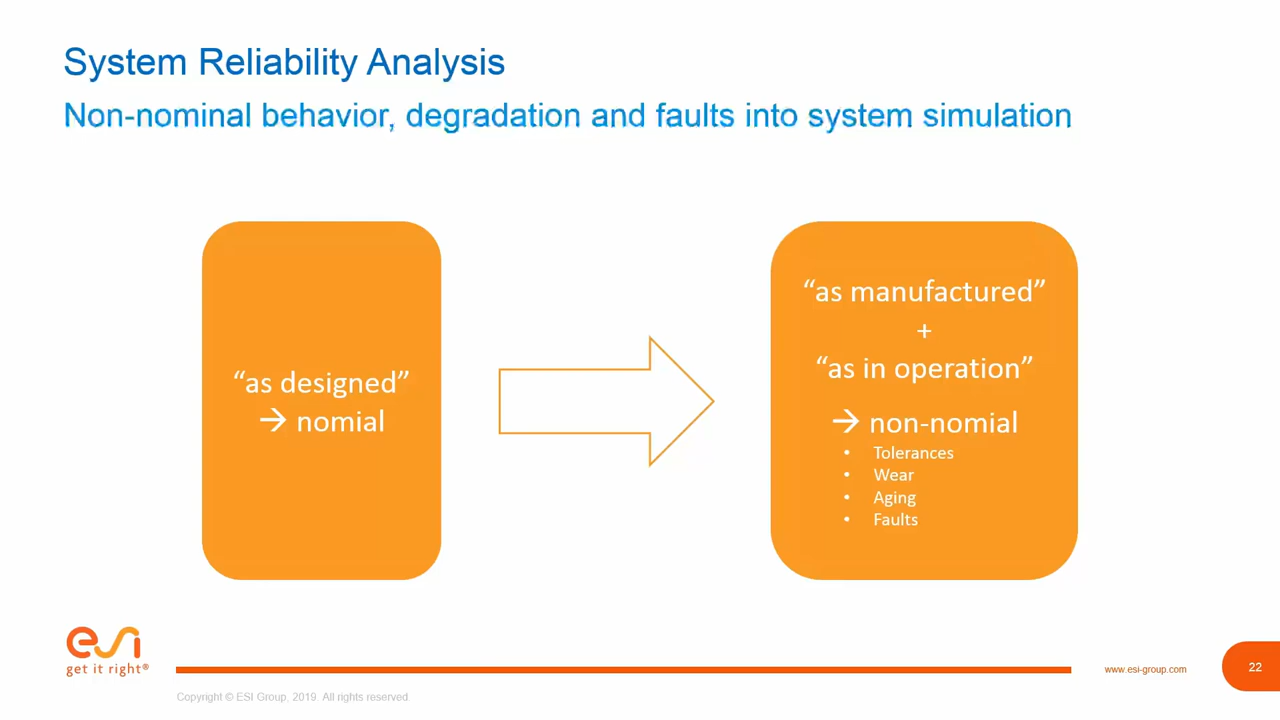 System Reliability Analysis
Non-nominal behavior, degradation and faults into system simulation
“as designed”
→ nomial
“as manufactured”
+
“as in operation”
→ non-nomial
• Tolerances
• Wear
• Aging
• Faults
esi
get it right®
www.esi-group.com
22
Copyright © ESI Group, 2019. All rights reserved.